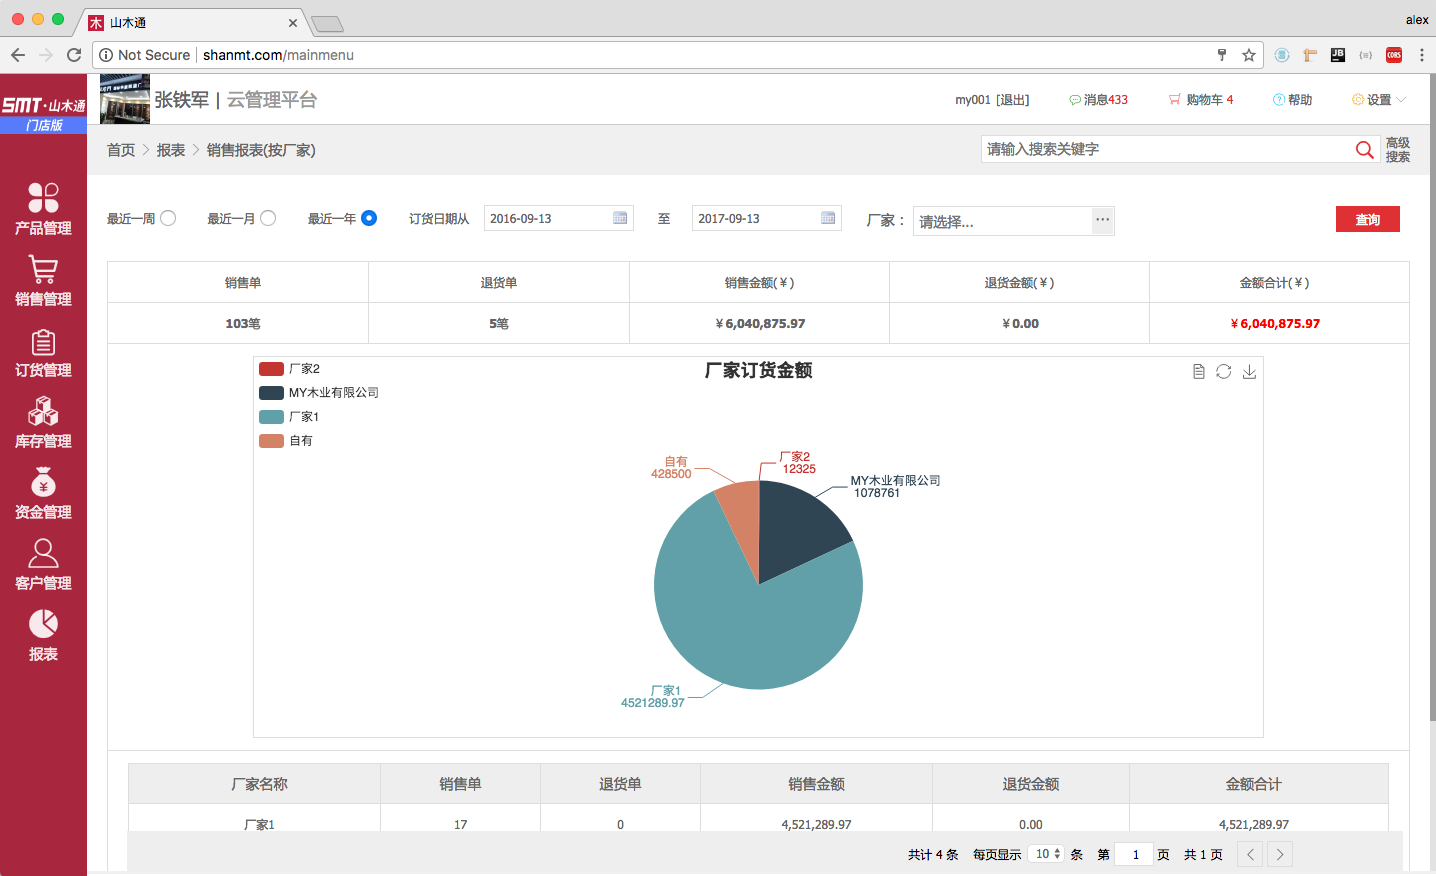 山木通
alex
Not Secure
shanmt.com/mainmenu
JB
CORS
SMT·山木通
门店版
张铁军 | 云管理平台
my001 [退出]
消息433
购物车 4
帮助
设置
首页 > 报表 > 销售报表(按厂家)
请输入搜索关键字
高级
搜索
产品管理
销售管理
订货管理
库存管理
资金管理
客户管理
报表
最近一周
最近一月
最近一年
订货日期从
2016-09-13
至
2017-09-13
厂家：
请选择...
查询
销售单
退货单
销售金额(￥)
退货金额(￥)
金额合计(￥)
103笔
5笔
￥6,040,875.97
￥0.00
￥6,040,875.97
厂家2
MY木业有限公司
厂家1
自有
厂家订货金额
自有
428500
厂家2
12325
MY木业有限公司
1078761
厂家1
4521289.97
厂家名称
销售单
退货单
销售金额
退货金额
金额合计
厂家1
17
0
4,521,289.97
0.00
4,521,289.97
共计 4 条
每页显示 10 条
第 1 页
共 1 页